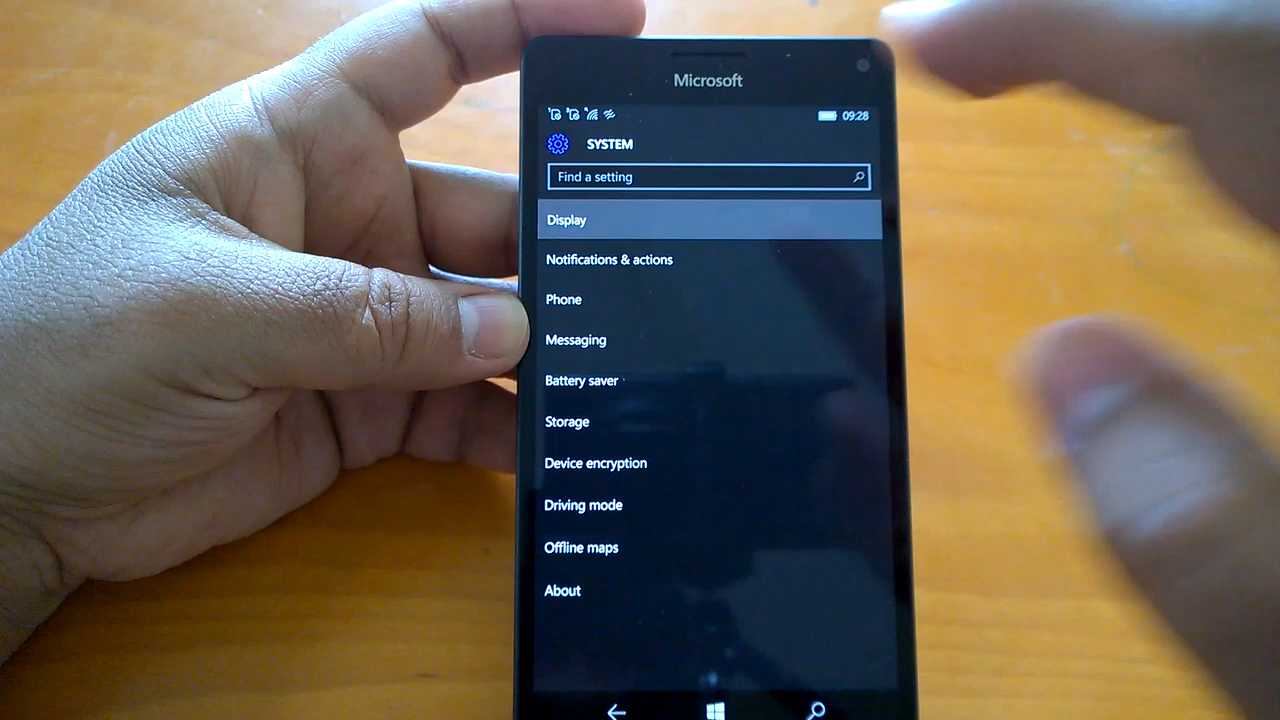 Microsoft
09:28
SYSTEM
Find a setting
Display
Notifications & actions
Phone
Messaging
Battery saver
Storage
Device encryption
Driving mode
Offline maps
About